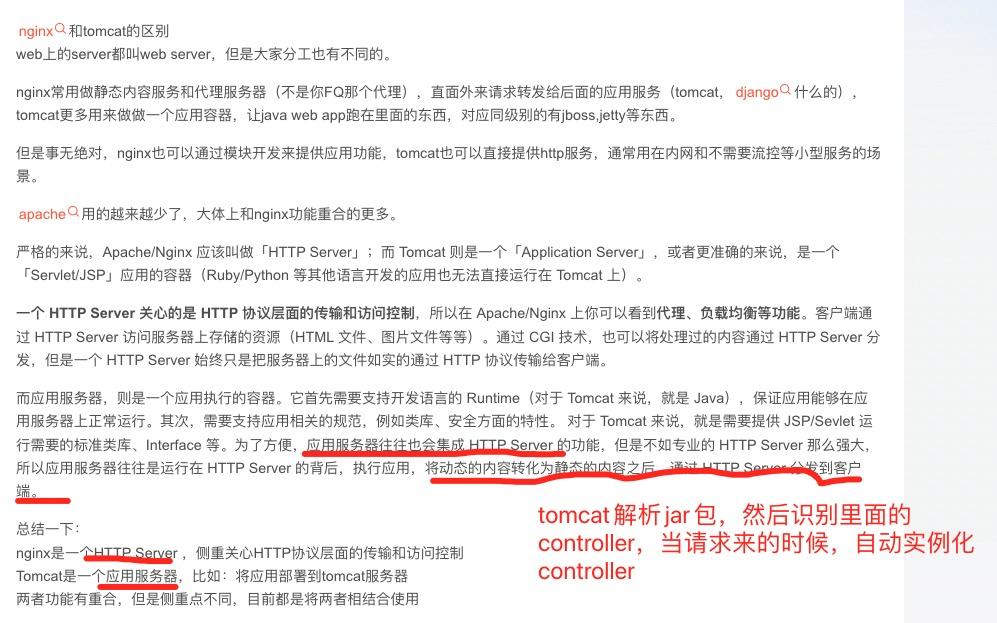 nginx和tomcat的区别
web上的server都叫web server，但是大家分工也有不同的。
nginx常用做静态内容服务和代理服务器（不是你FQ那个代理），直面外来请求转发给后面的应用服务（tomcat，django什么的），
tomcat更多用来做做一个应用容器，让java web app跑在里面的东西，对应同级别的有jboss,jetty等东西。
但是事无绝对，nginx也可以通过模块开发来提供应用功能，tomcat也可以直接提供http服务，通常用在内网和不需要流控等小型服务的场
景。
apache用的越来越少了，大体上和nginx功能重合的更多。
严格的来说，Apache/Nginx 应该叫做「HTTP Server」；而 Tomcat 则是一个「Application Server」，或者更准确的来说，是一个
「Servlet/JSP」应用的容器（Ruby/Python 等其他语言开发的应用也无法直接运行在 Tomcat 上）。
一个 HTTP Server 关心的是 HTTP 协议层面的传输和访问控制，所以在 Apache/Nginx 上你可以看到代理、负载均衡等功能。客户端通
过 HTTP Server 访问服务器上存储的资源（HTML 文件、图片文件等等）。通过 CGI 技术，也可以将处理过的内容通过 HTTP Server 分
发，但是一个 HTTP Server 始终只是把服务器上的文件如实的通过 HTTP 协议传输给客户端。
而应用服务器，则是一个应用执行的容器。它首先需要支持开发语言的 Runtime（对于 Tomcat 来说，就是 Java），保证应用能够在应
用服务器上正常运行。其次，需要支持应用相关的规范，例如类库、安全方面的特性。 对于 Tomcat 来说，就是需要提供 JSP/Sevlet 运
行需要的标准类库、Interface 等。为了方便，应用服务器往往也会集成 HTTP Server 的功能，但是不如专业的 HTTP Server 那么强大，
所以应用服务器往往是运行在 HTTP Server 的背后，执行应用，将动态的内容转化为静态的内容之后，通过 HTTP Server 分发到客户
端。
tomcat解析jar包，然后识别里面的
controller，当请求来的时候，自动实例化
controller
总结一下：
nginx是一个HTTP Server ，侧重关心HTTP协议层面的传输和访问控制
Tomcat是一个应用服务器，比如：将应用部署到tomcat服务器
两者功能有重合，但是侧重点不同，目前都是将两者相结合使用